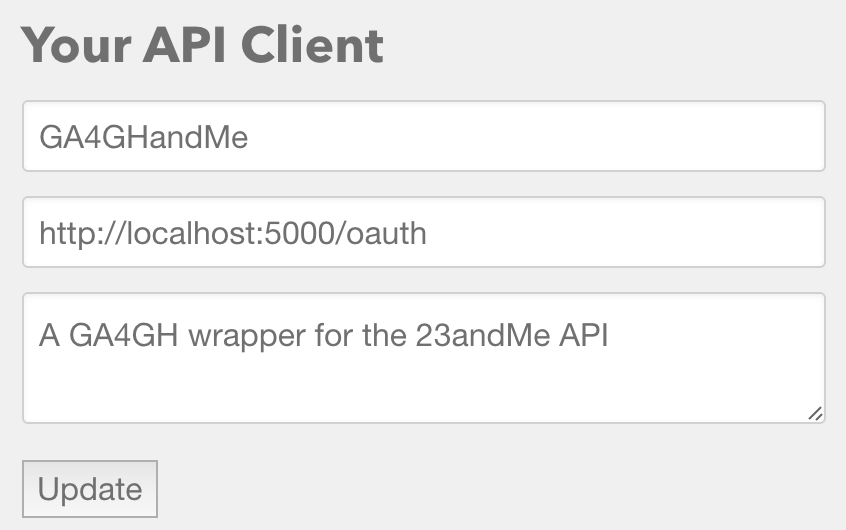 Your API Client
GA4GHandMe
http://localhost:5000/oauth
A GA4GH wrapper for the 23andMe API
Update